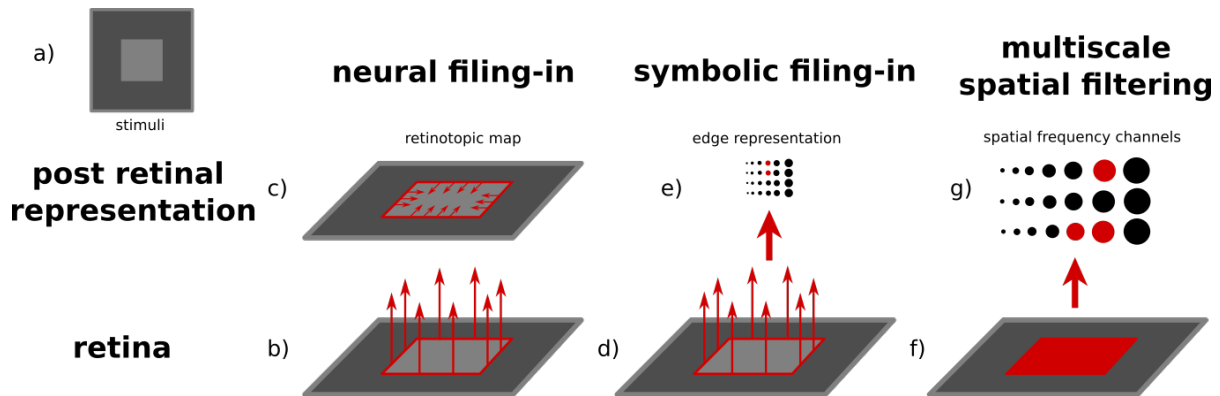 a)
stimuli
neural filing-in
symbolic filing-in
multiscale
spatial filtering
retinotopic map
edge representation
spatial frequency channels
post retinal
representation
c)
e)
g)
retina
b)
d)
f)